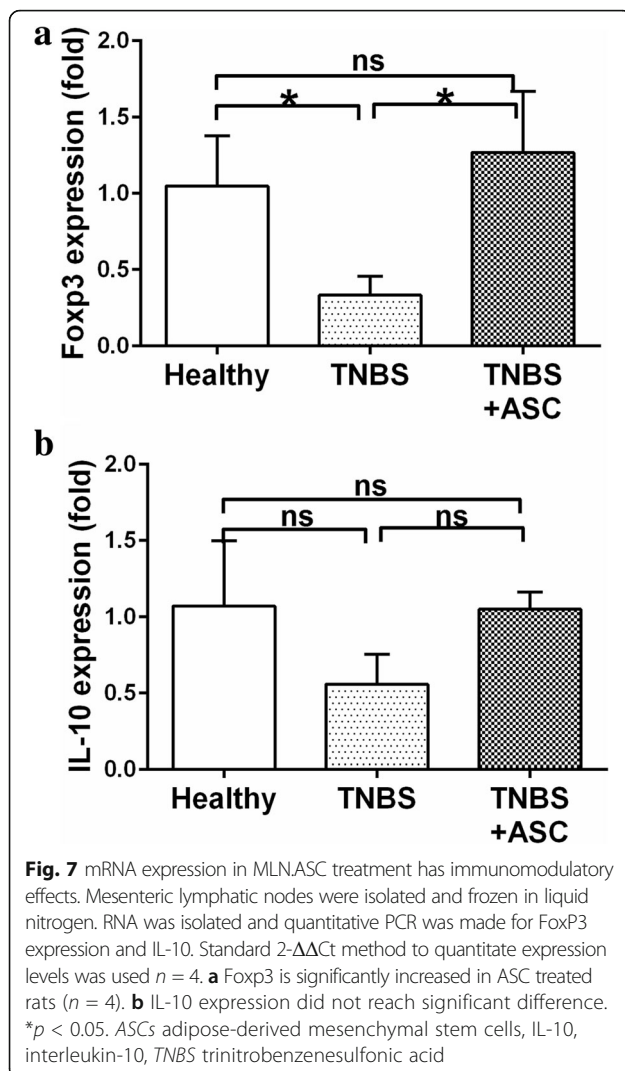 a
Foxp3 expression (fold)
2.0
1.5
1.0
0.5
0.0
ns
* *
Healthy TNBS TNBS
+ASC
b
IL-10 expression (fold)
2.0
1.5
1.0
0.5
0.0
ns
ns ns
Healthy TNBS TNBS
+ASC
Fig. 7 mRNA expression in MLN.ASC treatment has immunomodulatory
effects. Mesenteric lymphatic nodes were isolated and frozen in liquid
nitrogen. RNA was isolated and quantitative PCR was made for FoxP3
expression and IL-10. Standard 2-ΔΔCt method to quantitate expression
levels was used n = 4. a Foxp3 is significantly increased in ASC treated
rats (n = 4). b IL-10 expression did not reach significant difference.
*p < 0.05. ASCs adipose-derived mesenchymal stem cells, IL-10,
interleukin-10, TNBS trinitrobenzenesulfonic acid